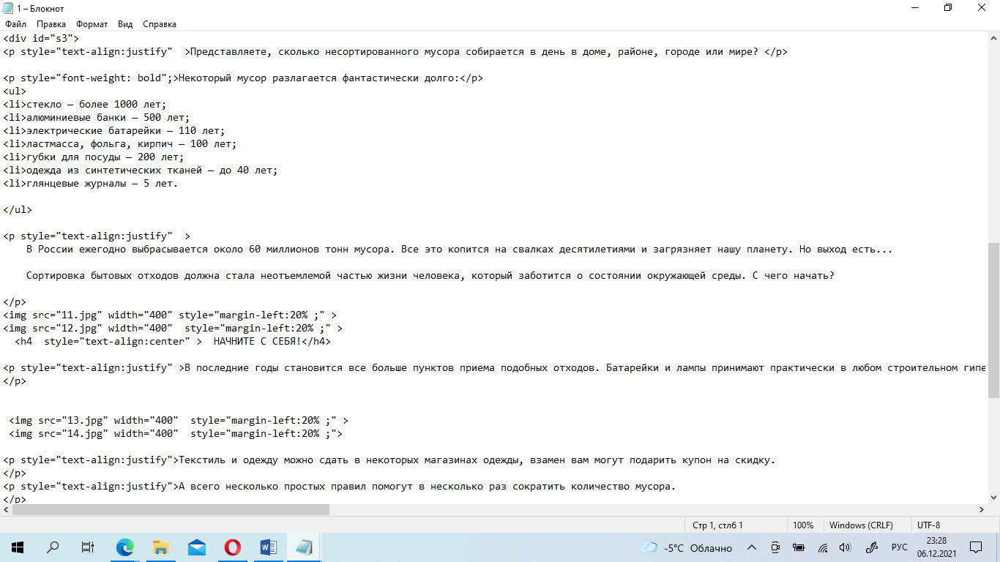 1 – Блокнот
Файл Правка Формат Вид Справка
<div id="s3">
<p style="text-align:justify"  >Представляете, сколько несортированного мусора собирается в день в доме, районе, городе или мире? </p>
<p style="font-weight: bold";>Некоторый мусор разлагается фантастически долго:</p>
<ul>
<li>стекло — более 1000 лет;
<li>алюминиевые банки — 500 лет;
<li>электрические батарейки — 110 лет;
<li>ластмасса, фольга, кирпич — 100 лет;
<li>губки для посуды — 200 лет;
<li>одежда из синтетических тканей — до 40 лет;
<li>глянцевые журналы — 5 лет.
</ul>
<p style="text-align:justify"  >
В России ежегодно выбрасывается около 60 миллионов тонн мусора. Все это копится на свалках десятилетиями и загрязняет нашу планету. Но выход есть...
Сортировка бытовых отходов должна стала неотъемлемой частью жизни человека, который заботится о состоянии окружающей среды. С чего начать?
</p>
<img src="11.jpg" width="400" style="margin-left:20% ;" >
<img src="12.jpg" width="400"  style="margin-left:20% ;" >
<h4  style="text-align:center" >  НАЧНИТЕ С СЕБЯ!</h4>
<p style="text-align:justify" >В последние годы становится все больше пунктов приема подобных отходов. Батарейки и лампы принимают практически в любом строительном гипе
</p>
<img src="13.jpg" width="400"  style="margin-left:20% ;" >
<img src="14.jpg" width="400"  style="margin-left:20% ;">
<p style="text-align:justify">Текстиль и одежду можно сдать в некоторых магазинах одежды, взамен вам могут подарить купон на скидку.
</p>
<p style="text-align:justify">А всего несколько простых правил помогут в несколько раз сократить количество мусора.
</p>
Стр 1, стлб 1 100% Windows (CRLF) UTF-8
-5°C Облачно РУС 23:28
06.12.2021